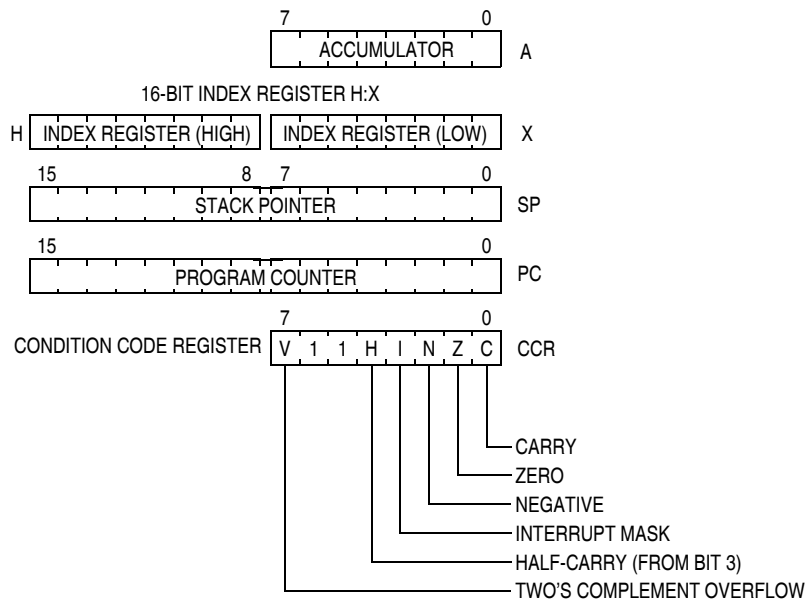 7 0
ACCUMULATOR A
16-BIT INDEX REGISTER H:X
H INDEX REGISTER (HIGH) INDEX REGISTER (LOW) X
15 8 7 0
STACK POINTER SP
15 0
PROGRAM COUNTER PC
7 0
CONDITION CODE REGISTER V 1 1 H I N Z C CCR
CARRY
ZERO
NEGATIVE
INTERRUPT MASK
HALF-CARRY (FROM BIT 3)
TWO'S COMPLEMENT OVERFLOW